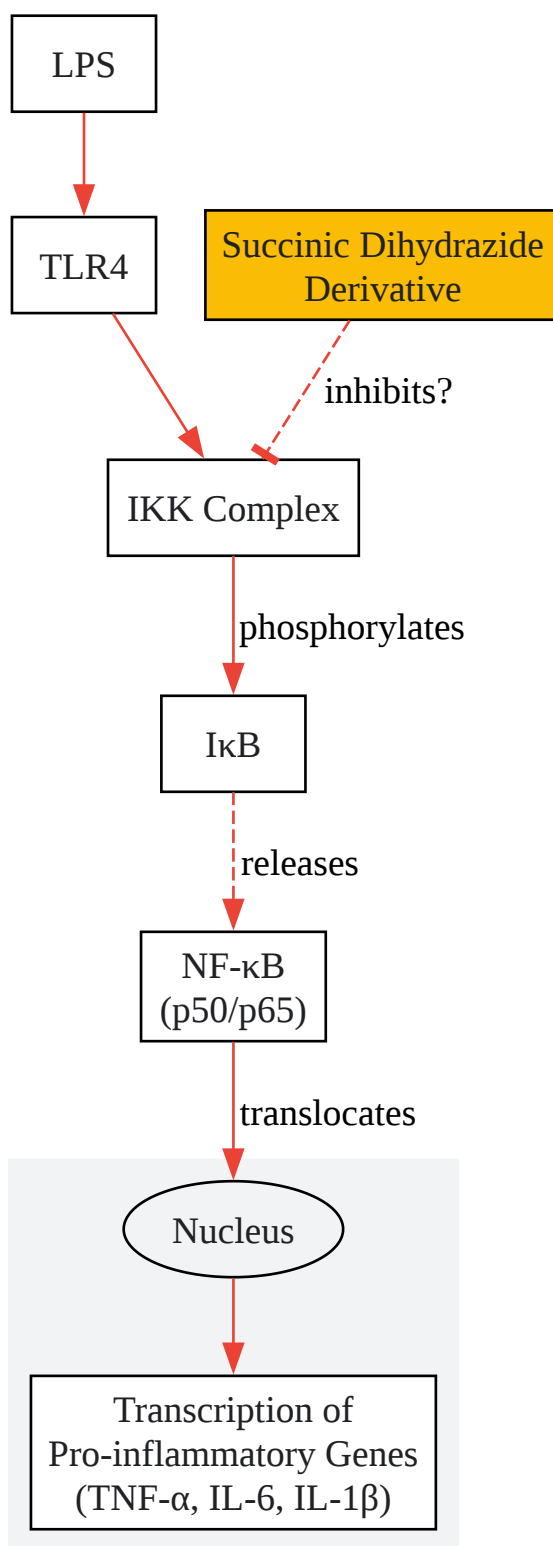 LPS
TLR4
Succinic Dihydrazide
Derivative
inhibits?
IKK Complex
phosphorylates
IκB
releases
NF-κB
(p50/p65)
translocates
Nucleus
Transcription of
Pro-inflammatory Genes
(TNF-α, IL-6, IL-1β)